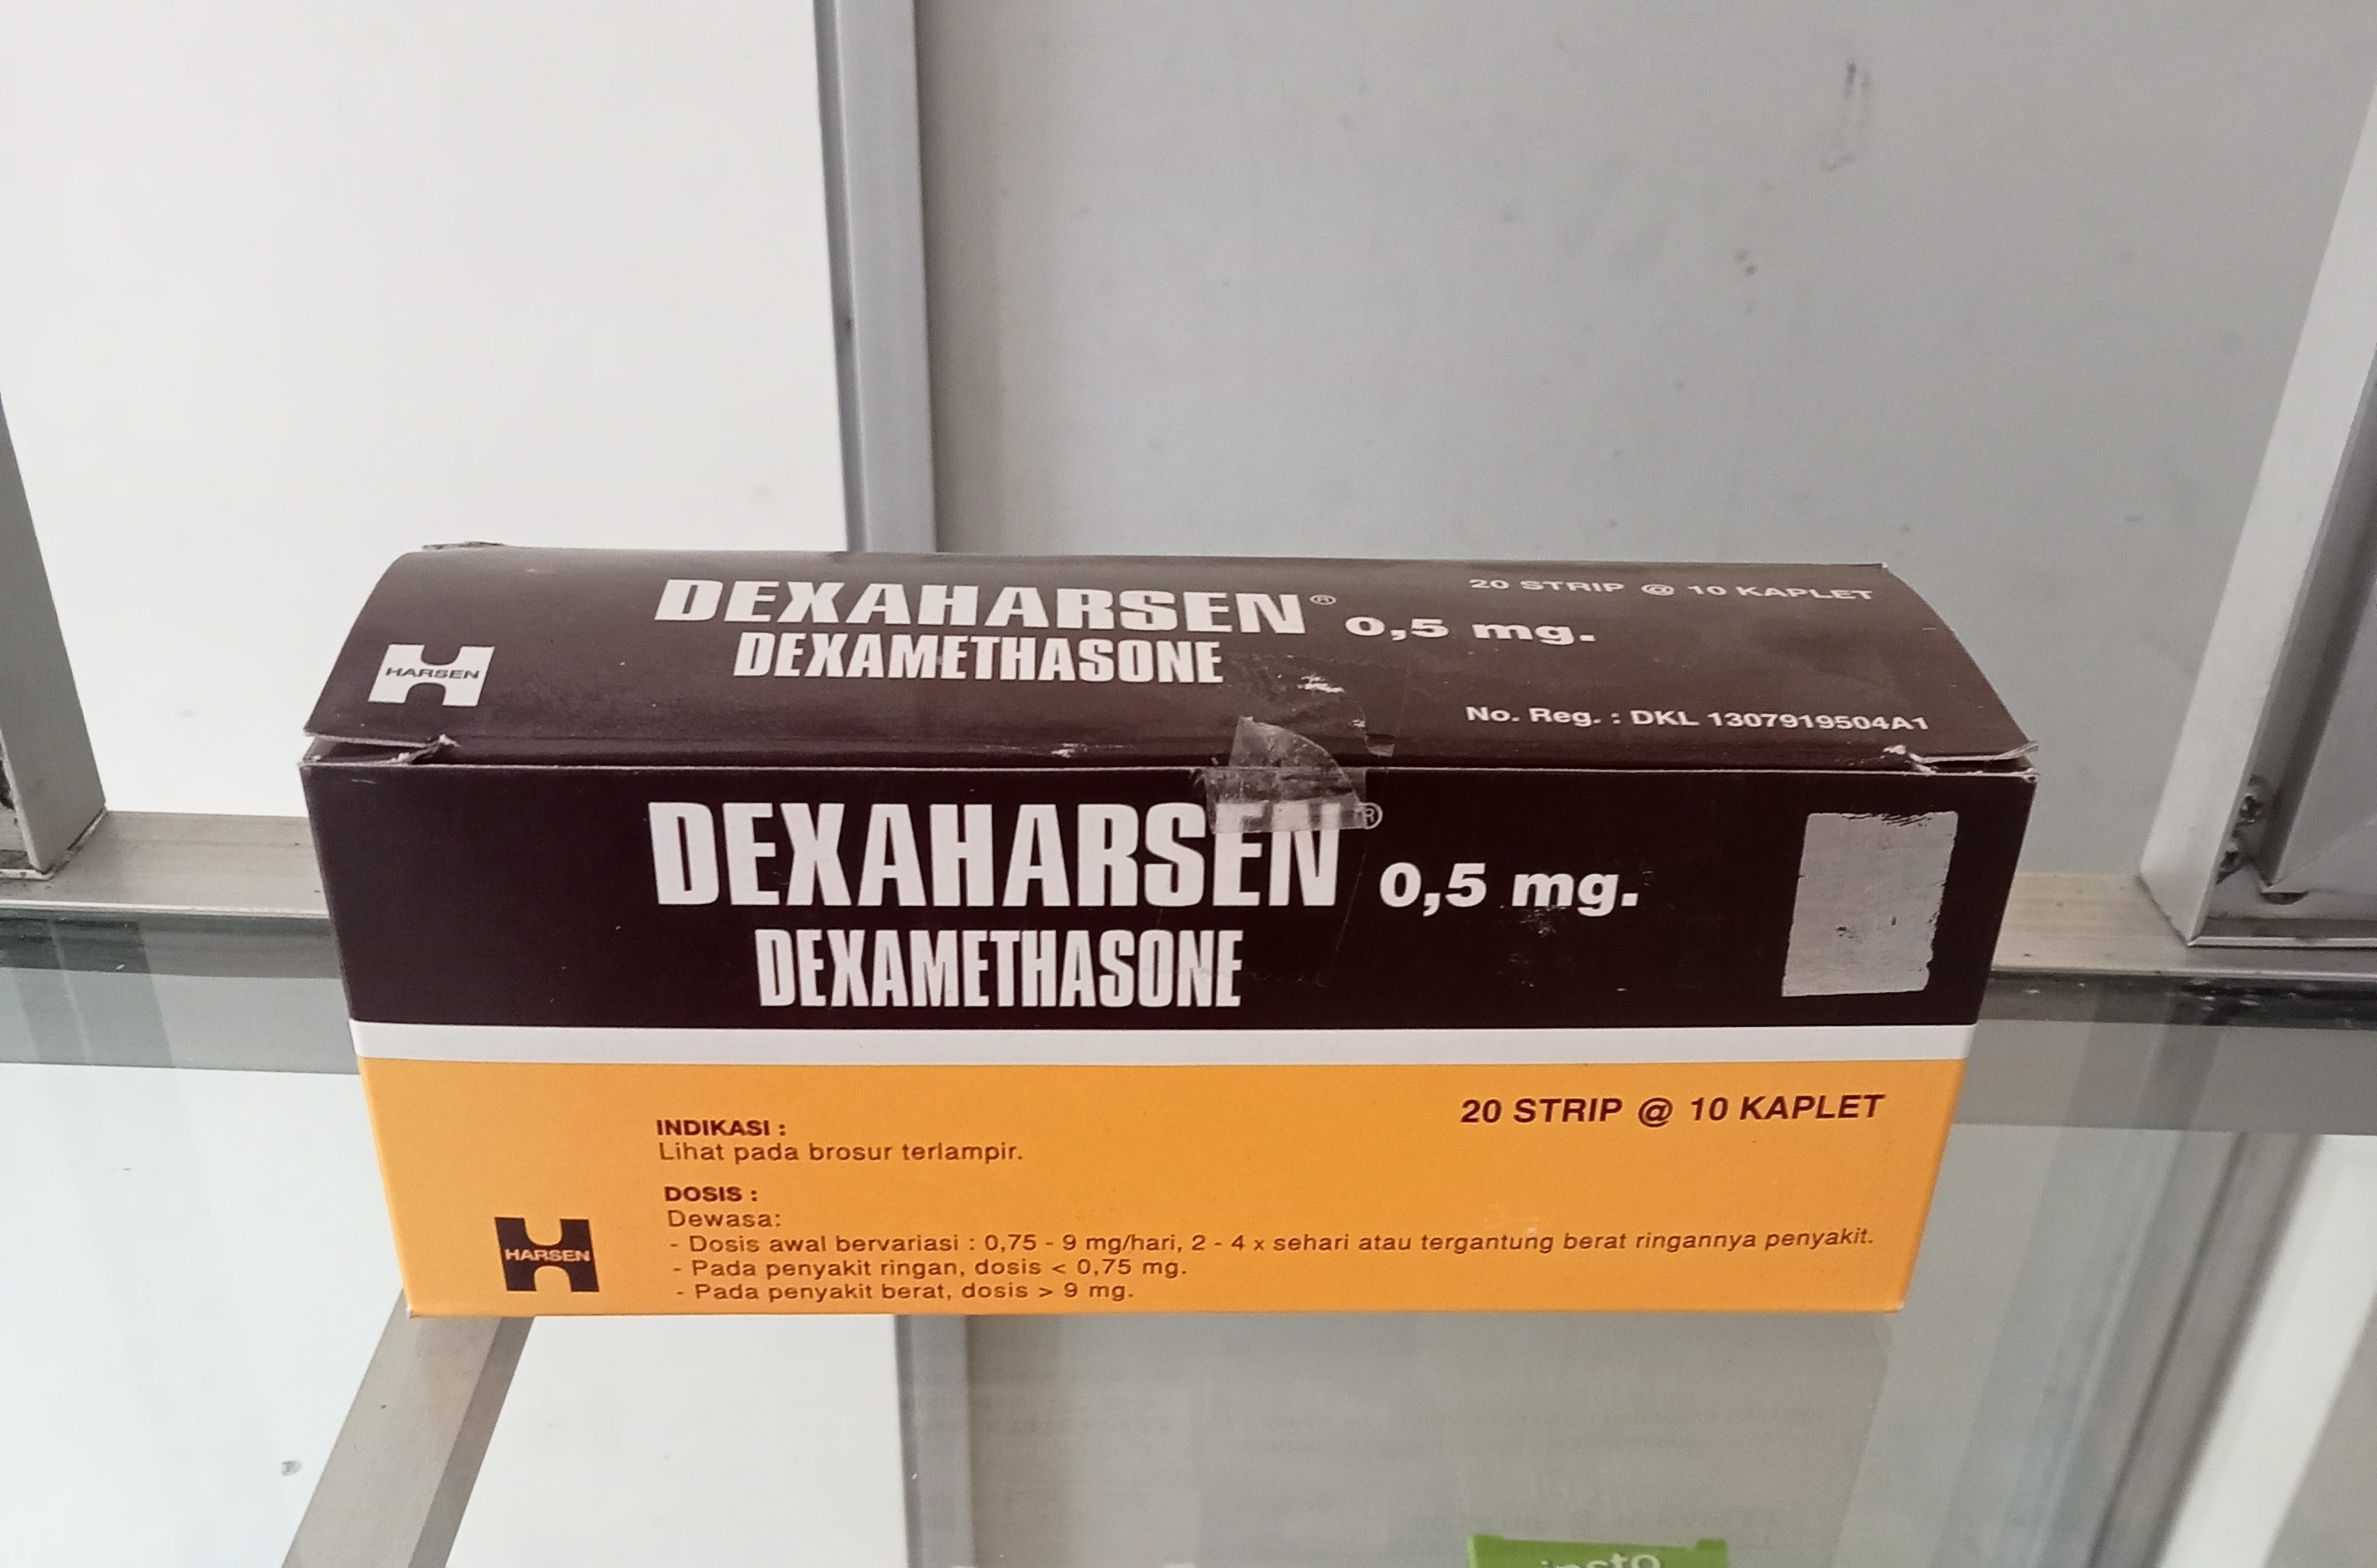 DEXAHARSEN® 0,5 mg.
20 STRIP @ 10 KAPLET
DEXAMETHASONE
HARSEN
No. Reg. : DKL 1307919504A1
DEXAHARSEN® 0,5 mg.
DEXAMETHASONE
20 STRIP @ 10 KAPLET
INDIKASI :
Lihat pada brosur terlampir.
DOSIS :
Dewasa:
- Dosis awal bervariasi : 0,75 - 9 mg/hari, 2 - 4 x sehari atau tergantung berat ringannya penyakit.
- Pada penyakit ringan, dosis < 0,75 mg.
- Pada penyakit berat, dosis > 9 mg.
HARSEN
insto